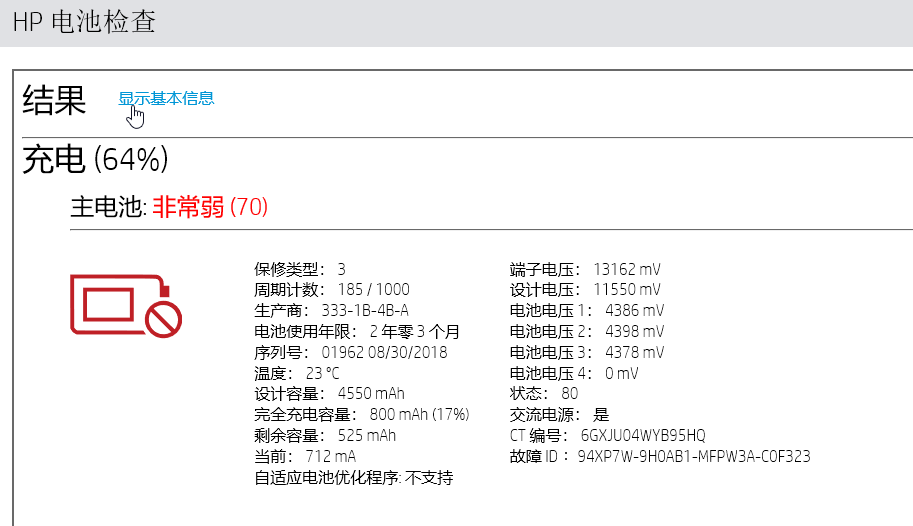 HP 电池检查
结果 显示基本信息
充电 (64%)
主电池: 非常弱 (70)
保修类型： 3
周期计数： 185 / 1000
生产商： 333-1B-4B-A
电池使用年限： 2 年零 3 个月
序列号： 01962 08/30/2018
温度： 23 ºC
设计容量： 4550 mAh
完全充电容量： 800 mAh (17%)
剩余容量： 525 mAh
当前： 712 mA
自适应电池优化程序: 不支持
端子电压： 13162 mV
设计电压： 11550 mV
电池电压 1： 4386 mV
电池电压 2： 4398 mV
电池电压 3： 4378 mV
电池电压 4： 0 mV
状态： 80
交流电源： 是
CT 编号： 6GXJU04WYB95HQ
故障 ID： 94XP7W-9H0AB1-MFPW3A-C0F323